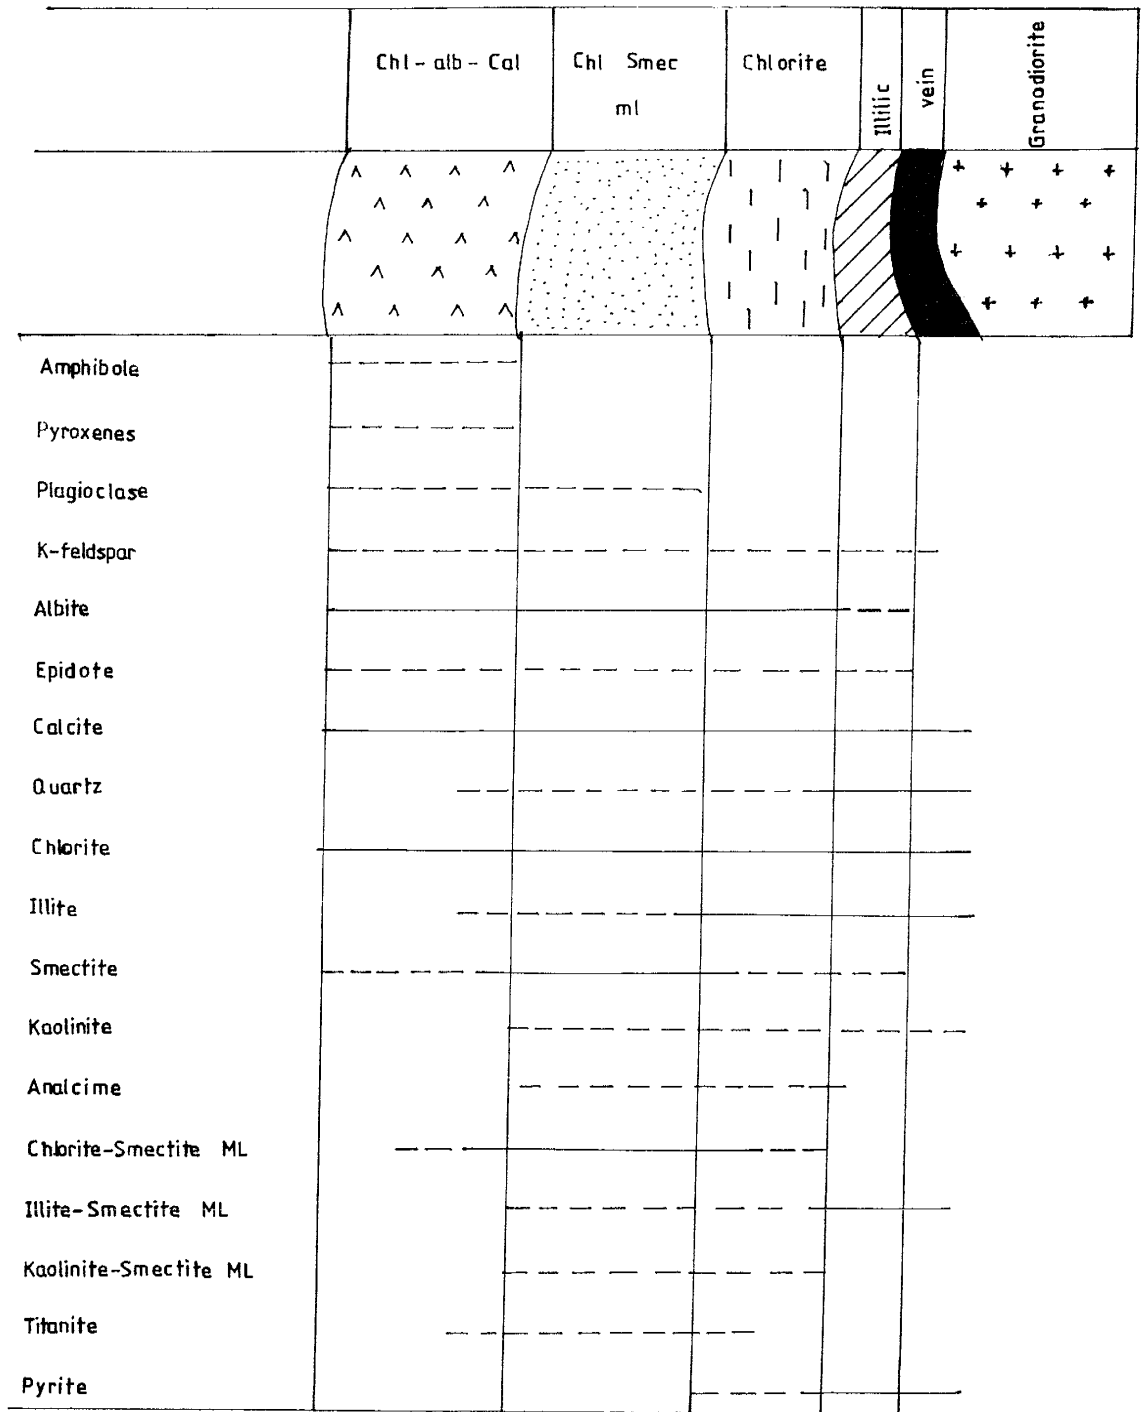 Chl - alb - Cal
Chl Smec
ml
Chlorite
Illilic
vein
Granodiorite
Amphibole
Pyroxenes
Plagioclase
K-feldspar
Albite
Epidote
Calcite
Quartz
Chlorite
Illite
Smectite
Kaolinite
Analcime
Chlorite-Smectite ML
Illite-Smectite ML
Kaolinite-Smectite ML
Titanite
Pyrite